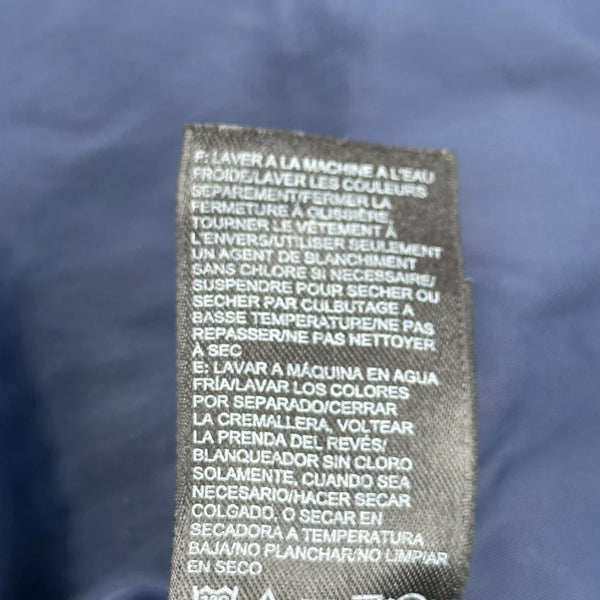 F: LAVER A LA MACHINE A L'EAU
FROIDE/LAVER LES COULEURS
SEPAREMENT/FERMER LA
FERMETURE À GLISSIÈRE,
TOURNER LE VÊTEMENT À
L'ENVERS/UTILISER SEULEMENT
UN AGENT DE BLANCHIMENT
SANS CHLORE SI NECESSAIRE/
SUSPENDRE POUR SECHER OU
SECHER PAR CULBUTAGE A
BASSE TEMPERATURE/NE PAS
REPASSER/NE PAS NETTOYER
À SEC
E: LAVAR A MÁQUINA EN AGUA
FRÍA/LAVAR LOS COLORES
POR SEPARADO/CERRAR
LA CREMALLERA, VOLTEAR
LA PRENDA DEL REVÉS/
BLANQUEADOR SIN CLORO
SOLAMENTE, CUANDO SEA
NECESARIO/HACER SECAR
COLGADO, O SECAR EN
SECADORA A TEMPERATURA
BAJA/NO PLANCHAR/NO LIMPIAR
EN SECO